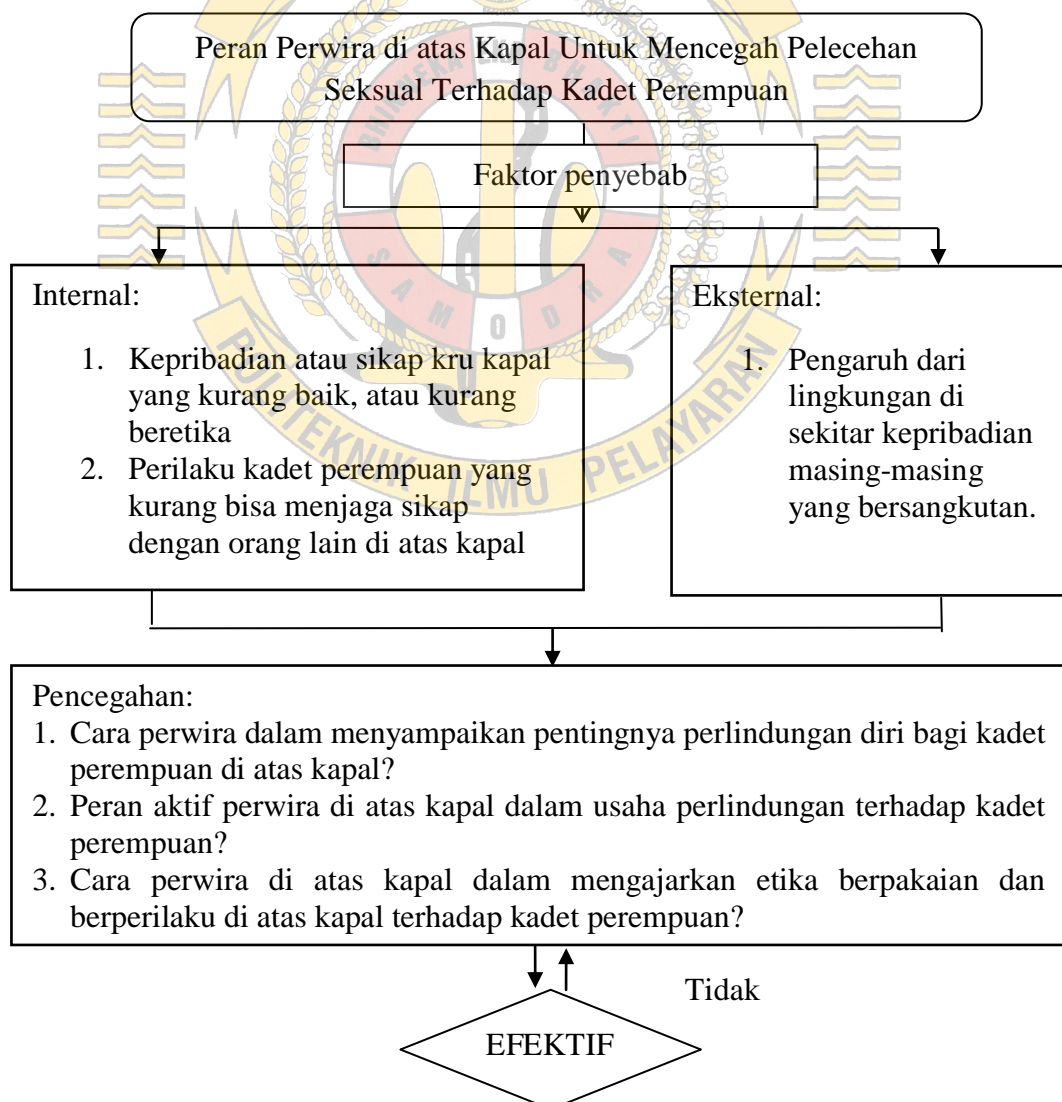 Peran Perwira di atas Kapal Untuk Mencegah Pelecehan
Seksual Terhadap Kadet Perempuan
Faktor penyebab
Internal:
1. Kepribadian atau sikap kru kapal
yang kurang baik, atau kurang
beretika
2. Perilaku kadet perempuan yang
kurang bisa menjaga sikap
dengan orang lain di atas kapal
Eksternal:
1. Pengaruh dari
lingkungan di
sekitar kepribadian
masing-masing
yang bersangkutan.
Pencegahan:
1. Cara perwira dalam menyampaikan pentingnya perlindungan diri bagi kadet
perempuan di atas kapal?
2. Peran aktif perwira di atas kapal dalam usaha perlindungan terhadap kadet
perempuan?
3. Cara perwira di atas kapal dalam mengajarkan etika berpakaian dan
berperilaku di atas kapal terhadap kadet perempuan?
Tidak
EFEKTIF
BHAKTI
SAMODRA
POLITEKNIK ILMU PELAYARAN